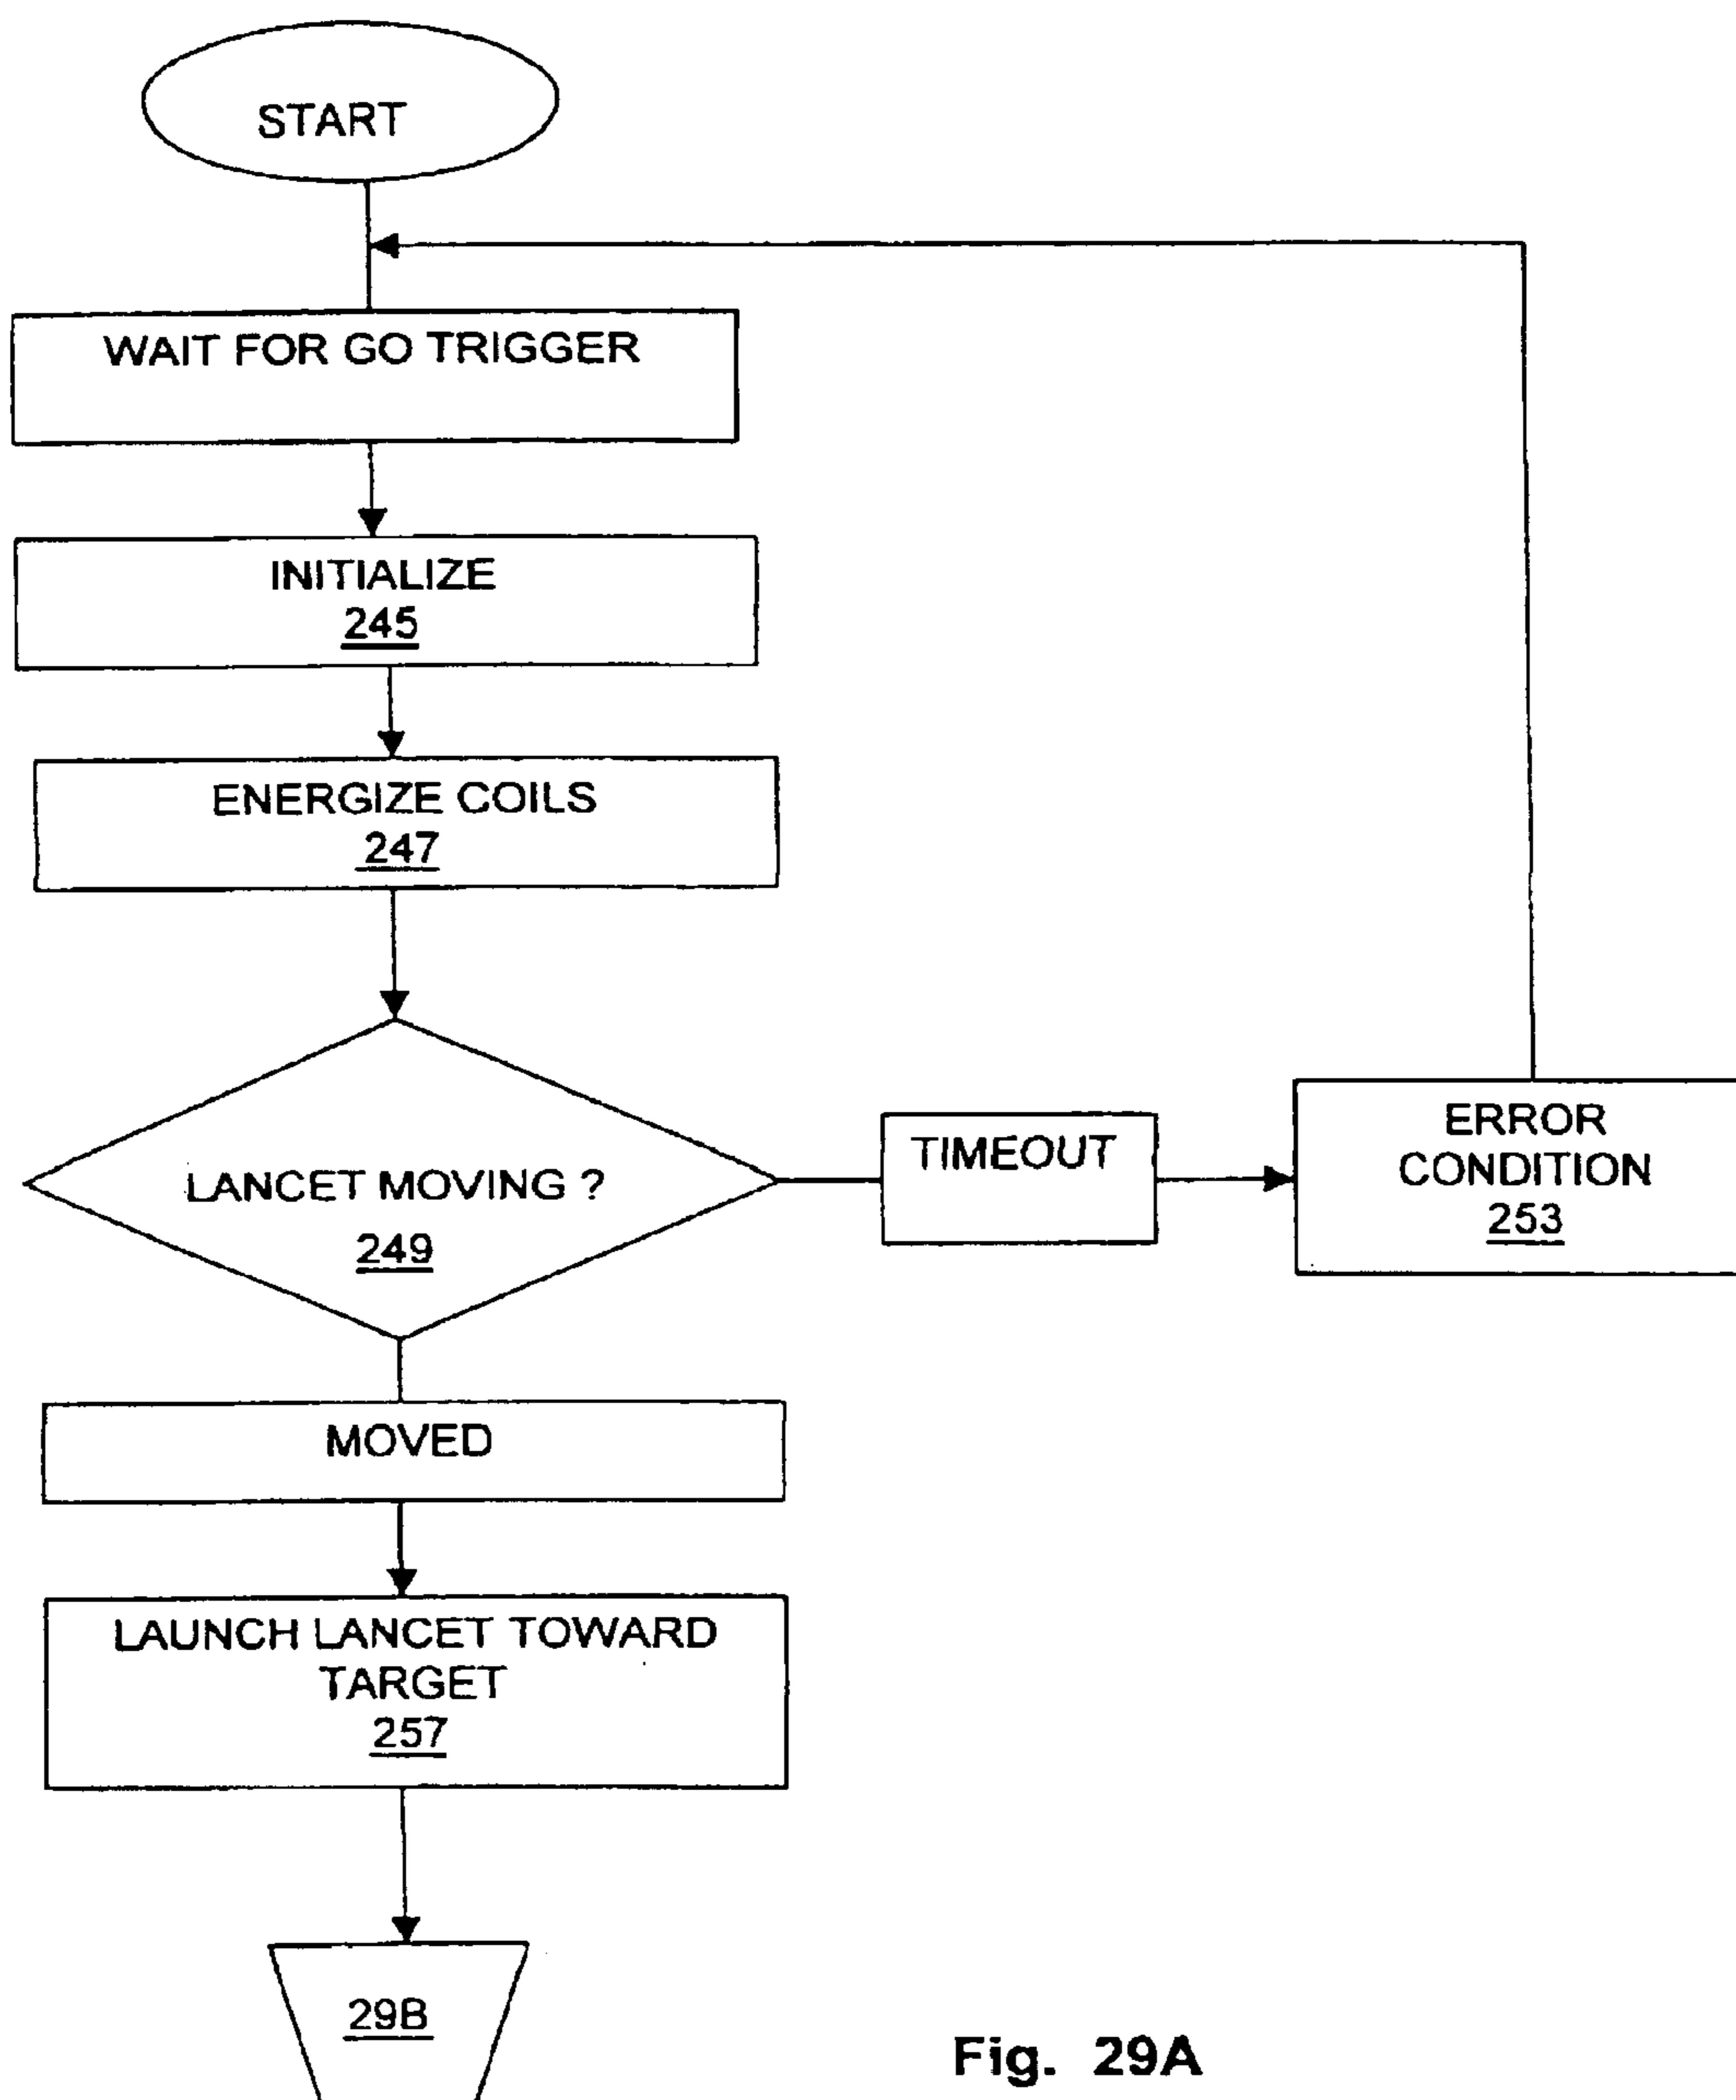 START
WAIT FOR GO TRIGGER
INITIALIZE
245
ENERGIZE COILS
247
LANCET MOVING ?
249
TIMEOUT
ERROR
CONDITION
253
MOVED
LAUNCH LANCET TOWARD
TARGET
257
29B
Fig. 29A